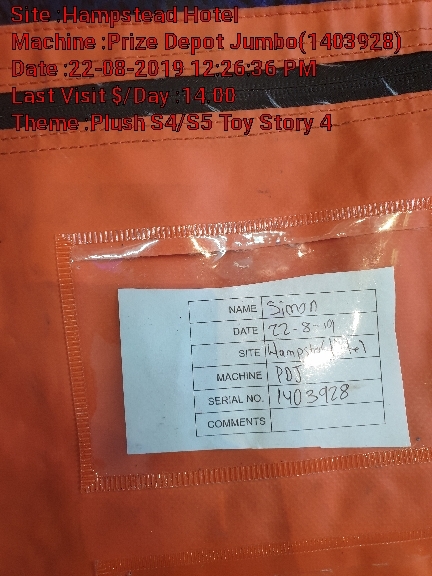 Site :Hampstead Hotel
Machine :Prize Depot Jumbo(1403928)
Date :22-08-2019 12:26:36 PM
Last Visit $/Day :14.00
Theme :Plush S4/S5 Toy Story 4
NAME Simon
DATE 22-8-19
SITE Hampstead Hotel
MACHINE PDJ
SERIAL NO. 1403928
COMMENTS